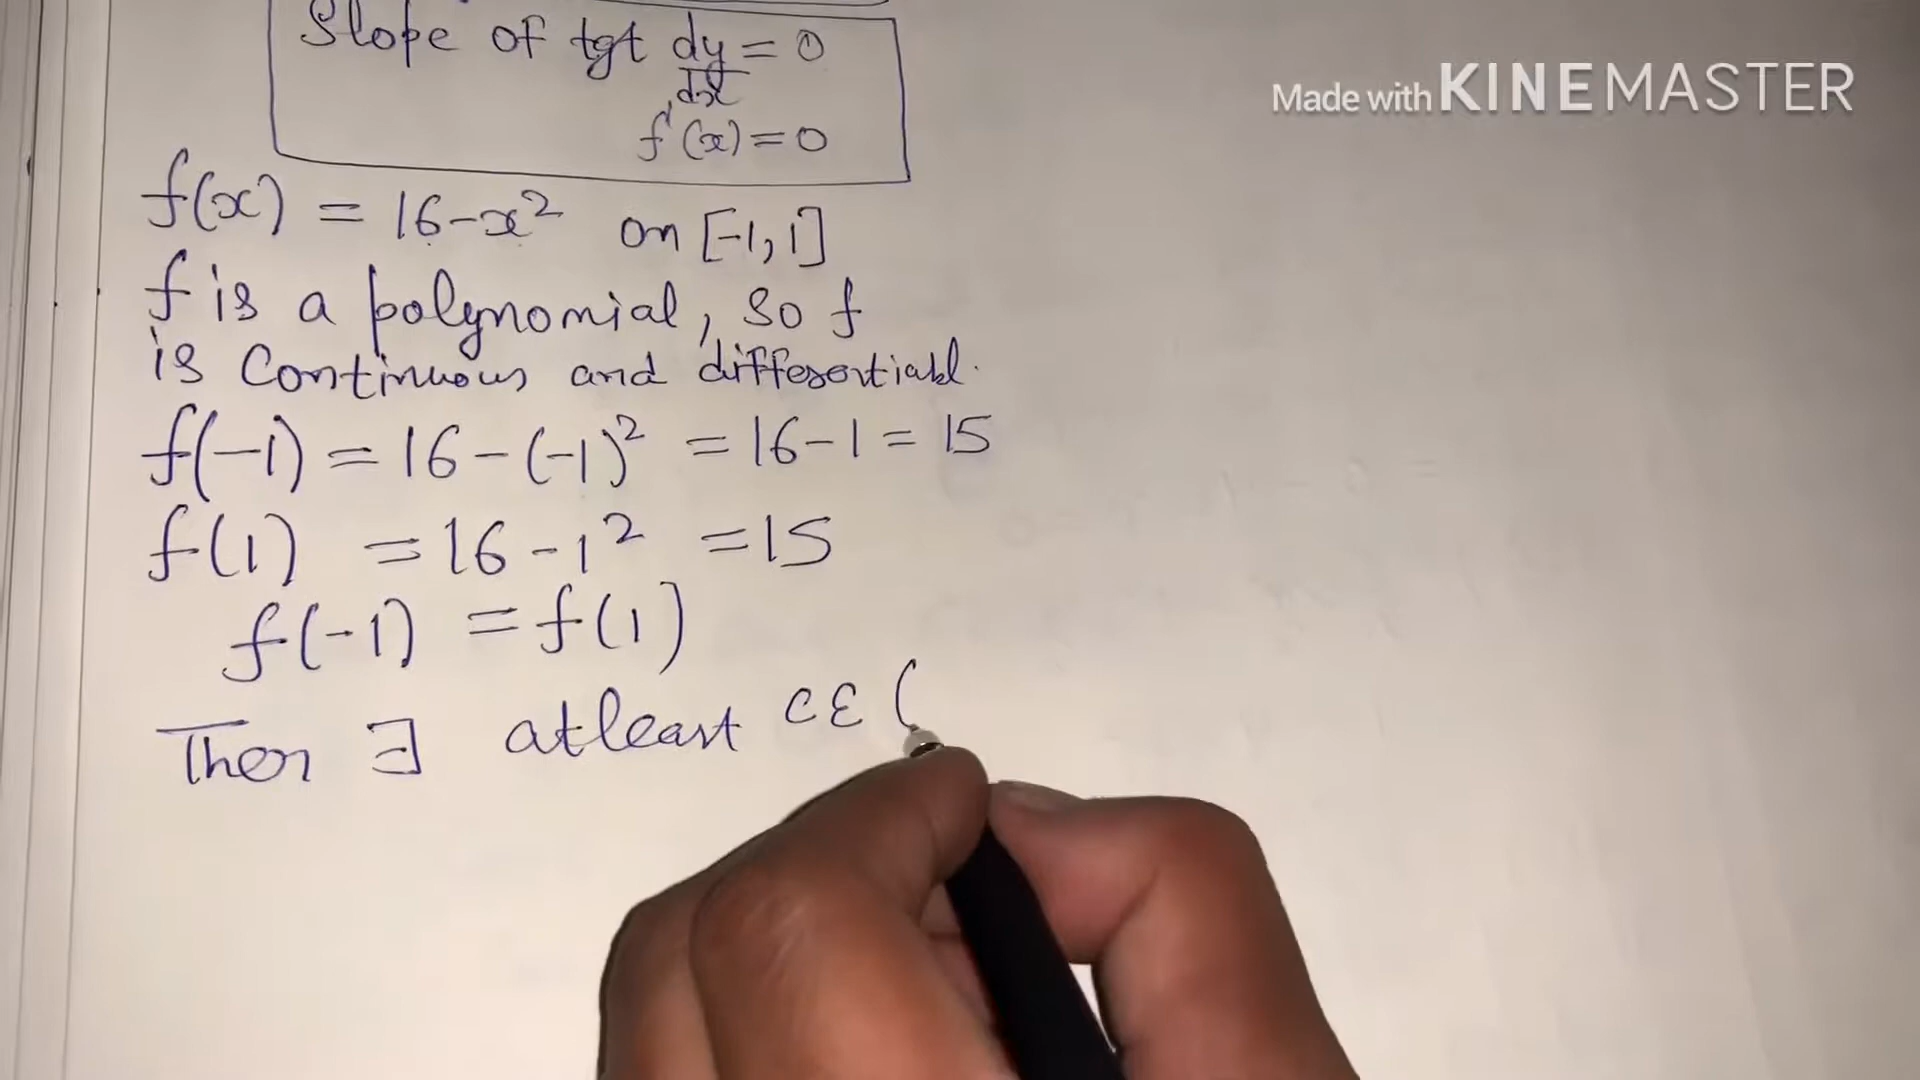 Slope of tgt dy/dx = 0
f'(x) = 0
Made with KINEMASTER
f(x) = 16-x² on [-1,1]
f is a polynomial, so f
is Continuous and differentiabl.
f(-1) = 16-(-1)² = 16-1 = 15
f(1) = 16-1² = 15
f(-1) = f(1)
Then ∃ atleast c ∈ (